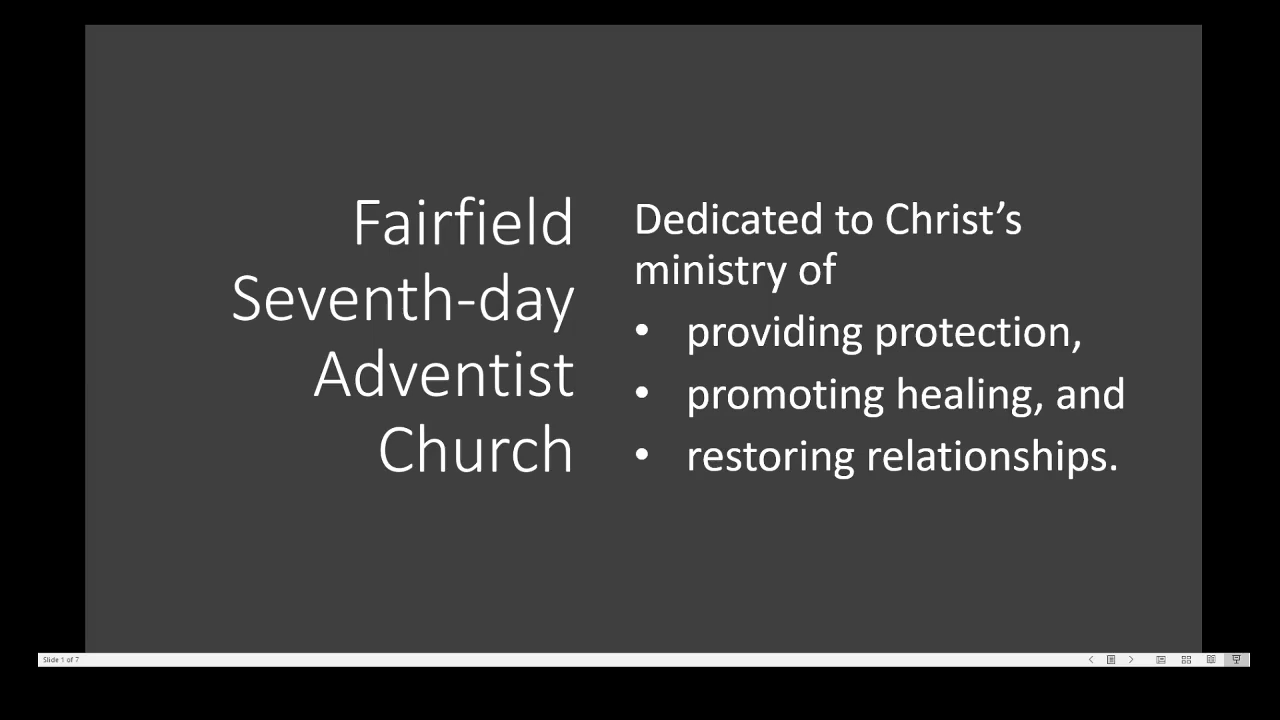 Fairfield
Seventh-day
Adventist
Church
Dedicated to Christ’s
ministry of
• providing protection,
• promoting healing, and
• restoring relationships.
Slide 1 of 7